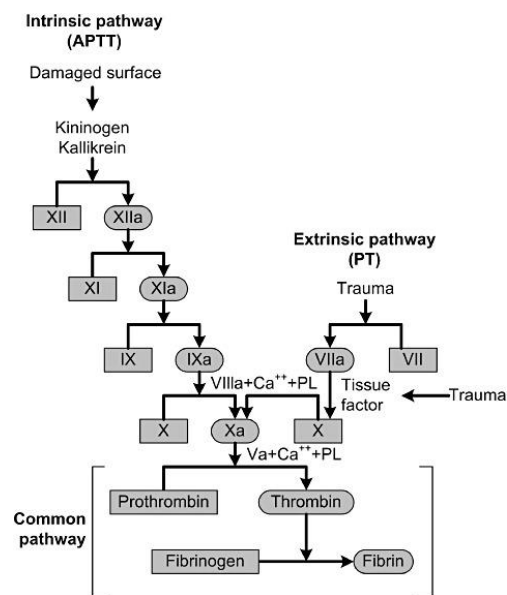 Intrinsic pathway
(APTT)
Damaged surface
Kininogen
Kallikrein
XII
XIIa
Extrinsic pathway
(PT)
XI
XIa
Trauma
IX
IXa
VIIa
VII
VIIIa+Ca+++PL
Tissue
factor
Trauma
X
Xa
X
Va+Ca+++PL
Prothrombin
Thrombin
Common
pathway
Fibrinogen
Fibrin